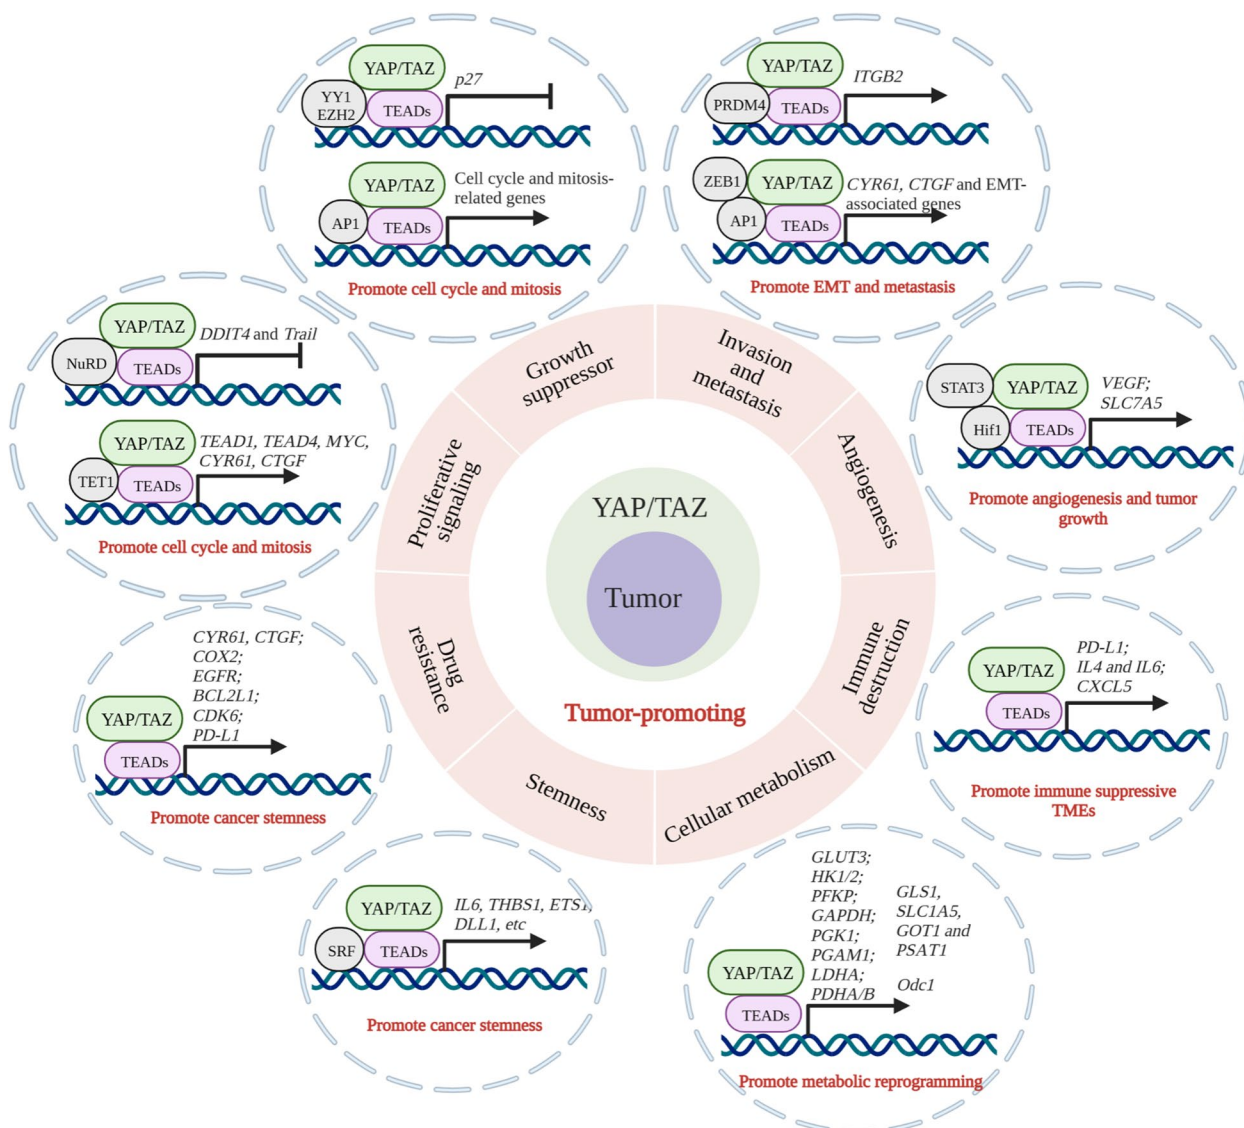 YAP/TAZ
p27
YY1
EZH2
TEADs
YAP/TAZ
Cell cycle and mitosis-
related genes
AP1
TEADs
Promote cell cycle and mitosis
YAP/TAZ
ITGB2
PRDM4
TEADs
ZEB1
YAP/TAZ
CYR61, CTGF and EMT-
associated genes
AP1
TEADs
Promote EMT and metastasis
YAP/TAZ
DDIT4 and Trail
NuRD
TEADs
YAP/TAZ
TEAD1, TEAD4, MYC,
CYR61, CTGF
TET1
TEADs
Promote cell cycle and mitosis
STAT3
YAP/TAZ
VEGF;
SLC7A5
Hif1
TEADs
Promote angiogenesis and tumor
growth
Growth
suppressor
Invasion
and
metastasis
Proliferative
signaling
Angiogenesis
Drug
resistance
Immune
destruction
Stemness
Cellular metabolism
YAP/TAZ
Tumor
Tumor-promoting
CYR61, CTGF;
COX2;
EGFR;
BCL2L1;
CDK6;
PD-L1
YAP/TAZ
TEADs
Promote cancer stemness
YAP/TAZ
PD-L1;
IL4 and IL6;
CXCL5
TEADs
Promote immune suppressive
TMEs
YAP/TAZ
IL6, THBS1, ETS1,
DLL1, etc
SRF
TEADs
Promote cancer stemness
GLUT3;
HK1/2;
PFKP;
GAPDH;
PGK1;
PGAM1;
LDHA;
PDHA/B
GLS1,
SLC1A5,
GOT1 and
PSAT1
Odc1
YAP/TAZ
TEADs
Promote metabolic reprogramming